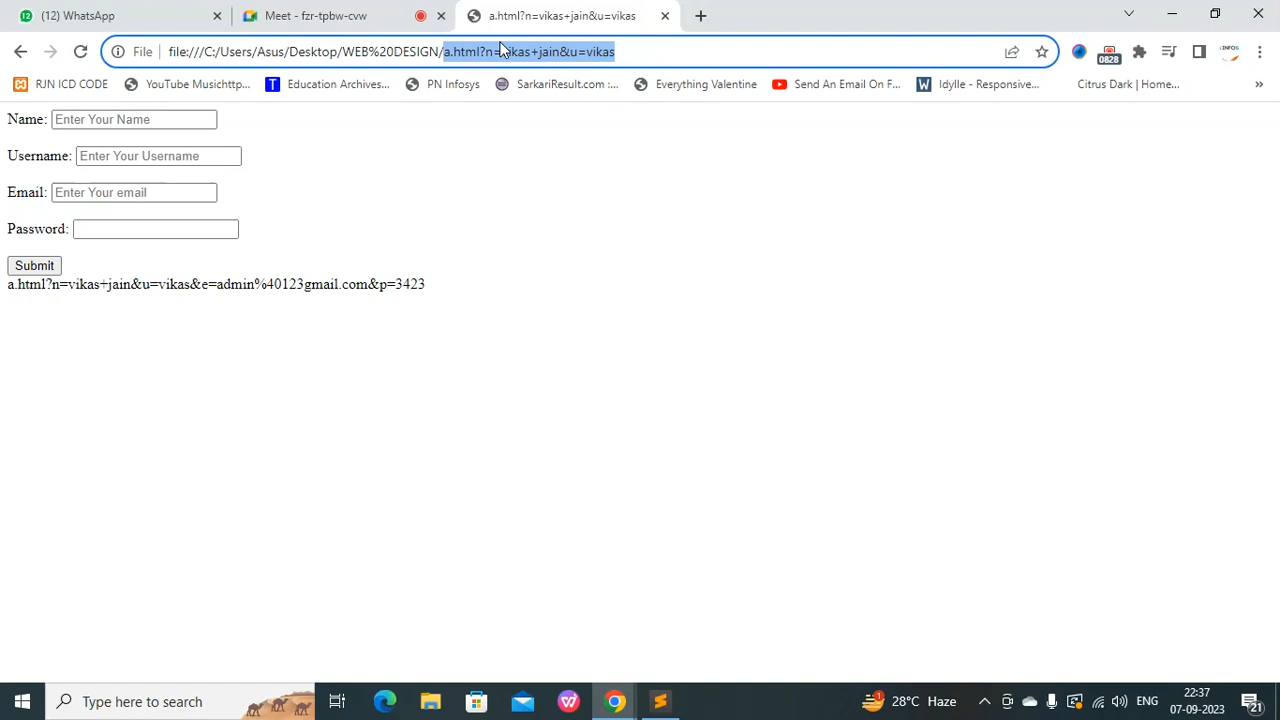 (12) WhatsApp
Meet - fzr-tpbw-cvw
a.html?n=vikas+jain&u=vikas
File
file:///C:/Users/Asus/Desktop/WEB%20DESIGN/a.html?n=vikas+jain&u=vikas
0828
INFOS
RJN ICD CODE
YouTube Musichttp...
Education Archives...
PN Infosys
SarkariResult.com :...
Everything Valentine
Send An Email On F...
Idylle - Responsive...
Citrus Dark | Home...
»
Name: Enter Your Name
Username: Enter Your Username
Email: Enter Your email
Password:
Submit
a.html?n=vikas+jain&u=vikas&e=admin%40123gmail.com&p=3423
Type here to search
1
28°C Haze
ENG
22:37
07-09-2023
21